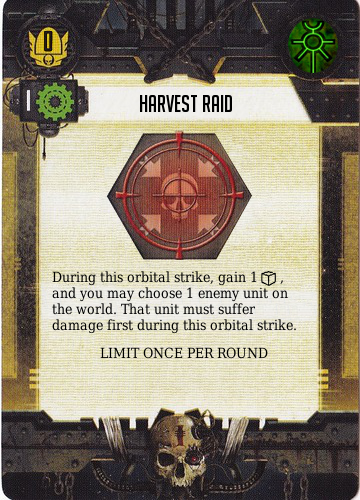 0
HARVEST RAID
During this orbital strike, gain 1 ,
and you may choose 1 enemy unit on
the world. That unit must suffer
damage first during this orbital strike.
LIMIT ONCE PER ROUND